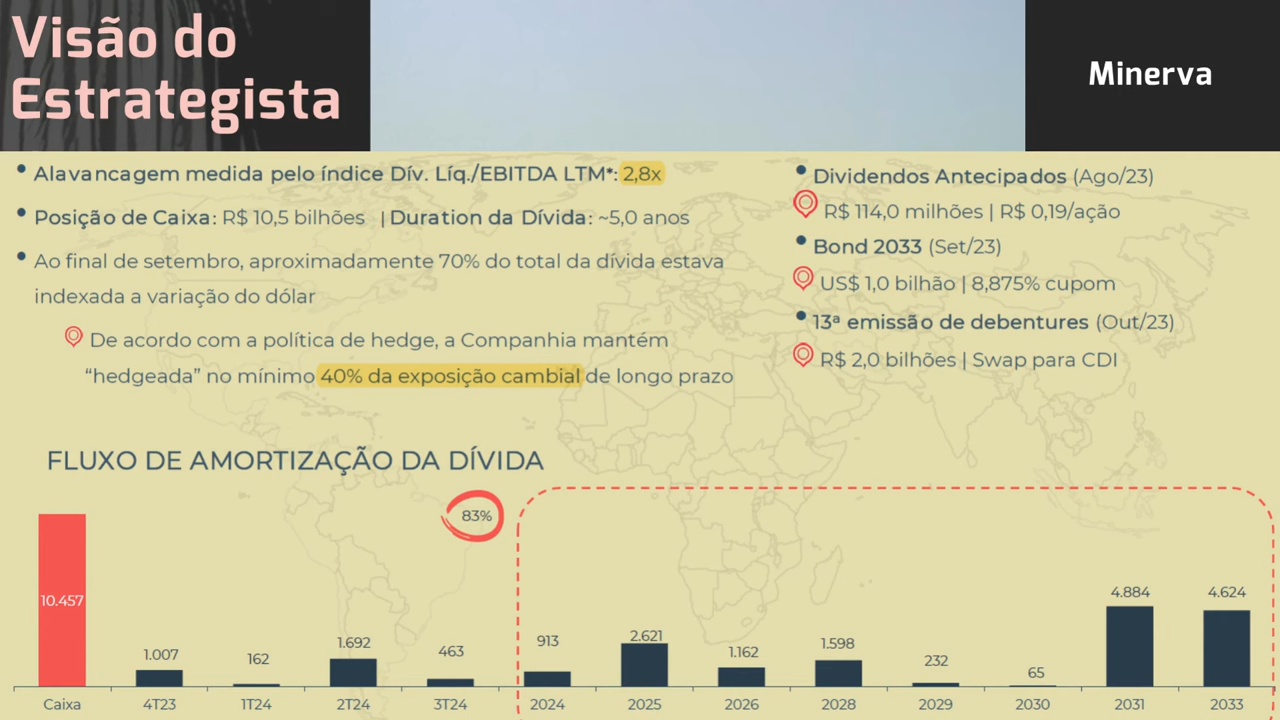 Visão do
Estrategista
Minerva
• Alavancagem medida pelo índice Dív. Líq./EBITDA LTM*: 2,8x
• Posição de Caixa: R$ 10,5 bilhões | Duration da Dívida: ~5,0 anos
• Ao final de setembro, aproximadamente 70% do total da dívida estava
indexada a variação do dólar
De acordo com a política de hedge, a Companhia mantém
“hedgeada” no mínimo 40% da exposição cambial de longo prazo
• Dividendos Antecipados (Ago/23)
R$ 114,0 milhões | R$ 0,19/ação
• Bond 2033 (Set/23)
US$ 1,0 bilhão | 8,875% cupom
• 13ª emissão de debentures (Out/23)
R$ 2,0 bilhões | Swap para CDI
FLUXO DE AMORTIZAÇÃO DA DÍVIDA
83%
10.457 1.007 162 1.692 463 913 2.621 1.162 1.598 232 65 4.884 4.624
Caixa 4T23 1T24 2T24 3T24 2024 2025 2026 2028 2029 2030 2031 2033